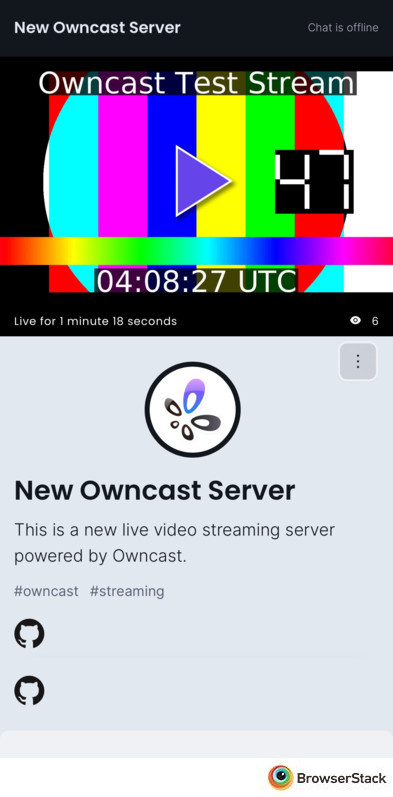 New Owncast Server
Chat is offline
Owncast Test Stream
47
04:08:27 UTC
Live for 1 minute 18 seconds
6
New Owncast Server
This is a new live video streaming server
powered by Owncast.
#owncast #streaming
BrowserStack